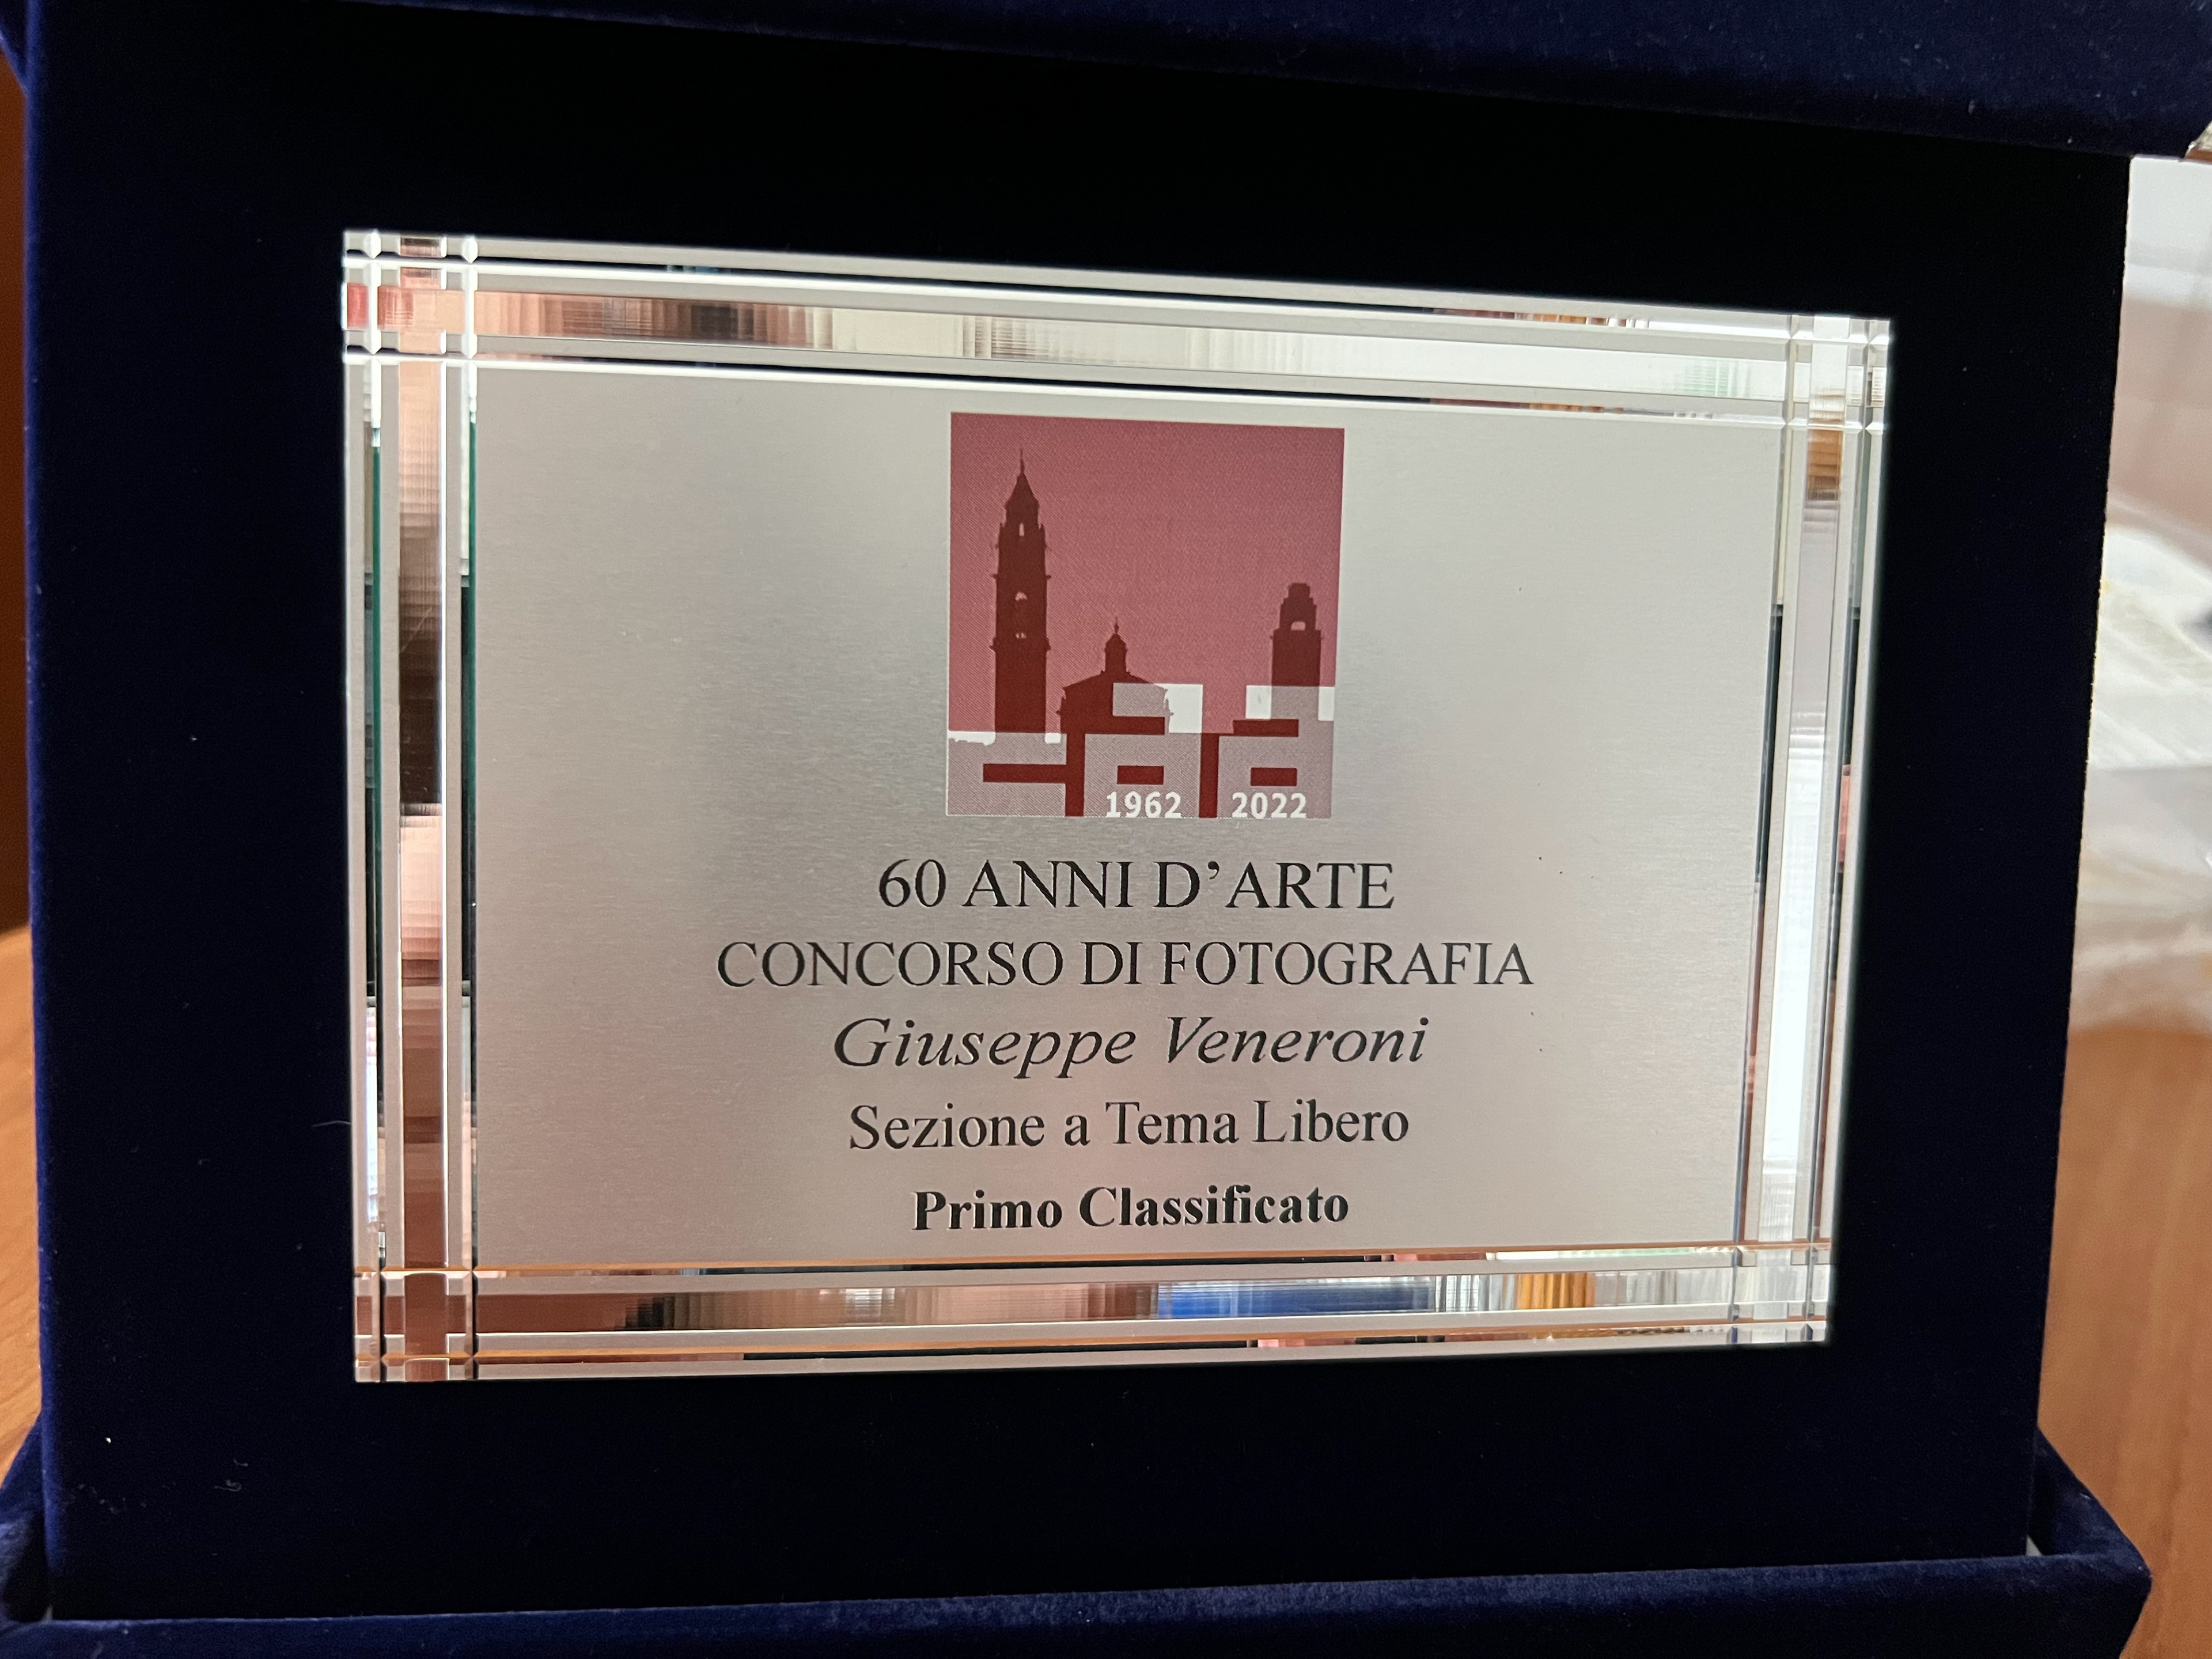 1962 2022
60 ANNI D'ARTE
CONCORSO DI FOTOGRAFIA
Giuseppe Veneroni
Sezione a Tema Libero
Primo Classificato